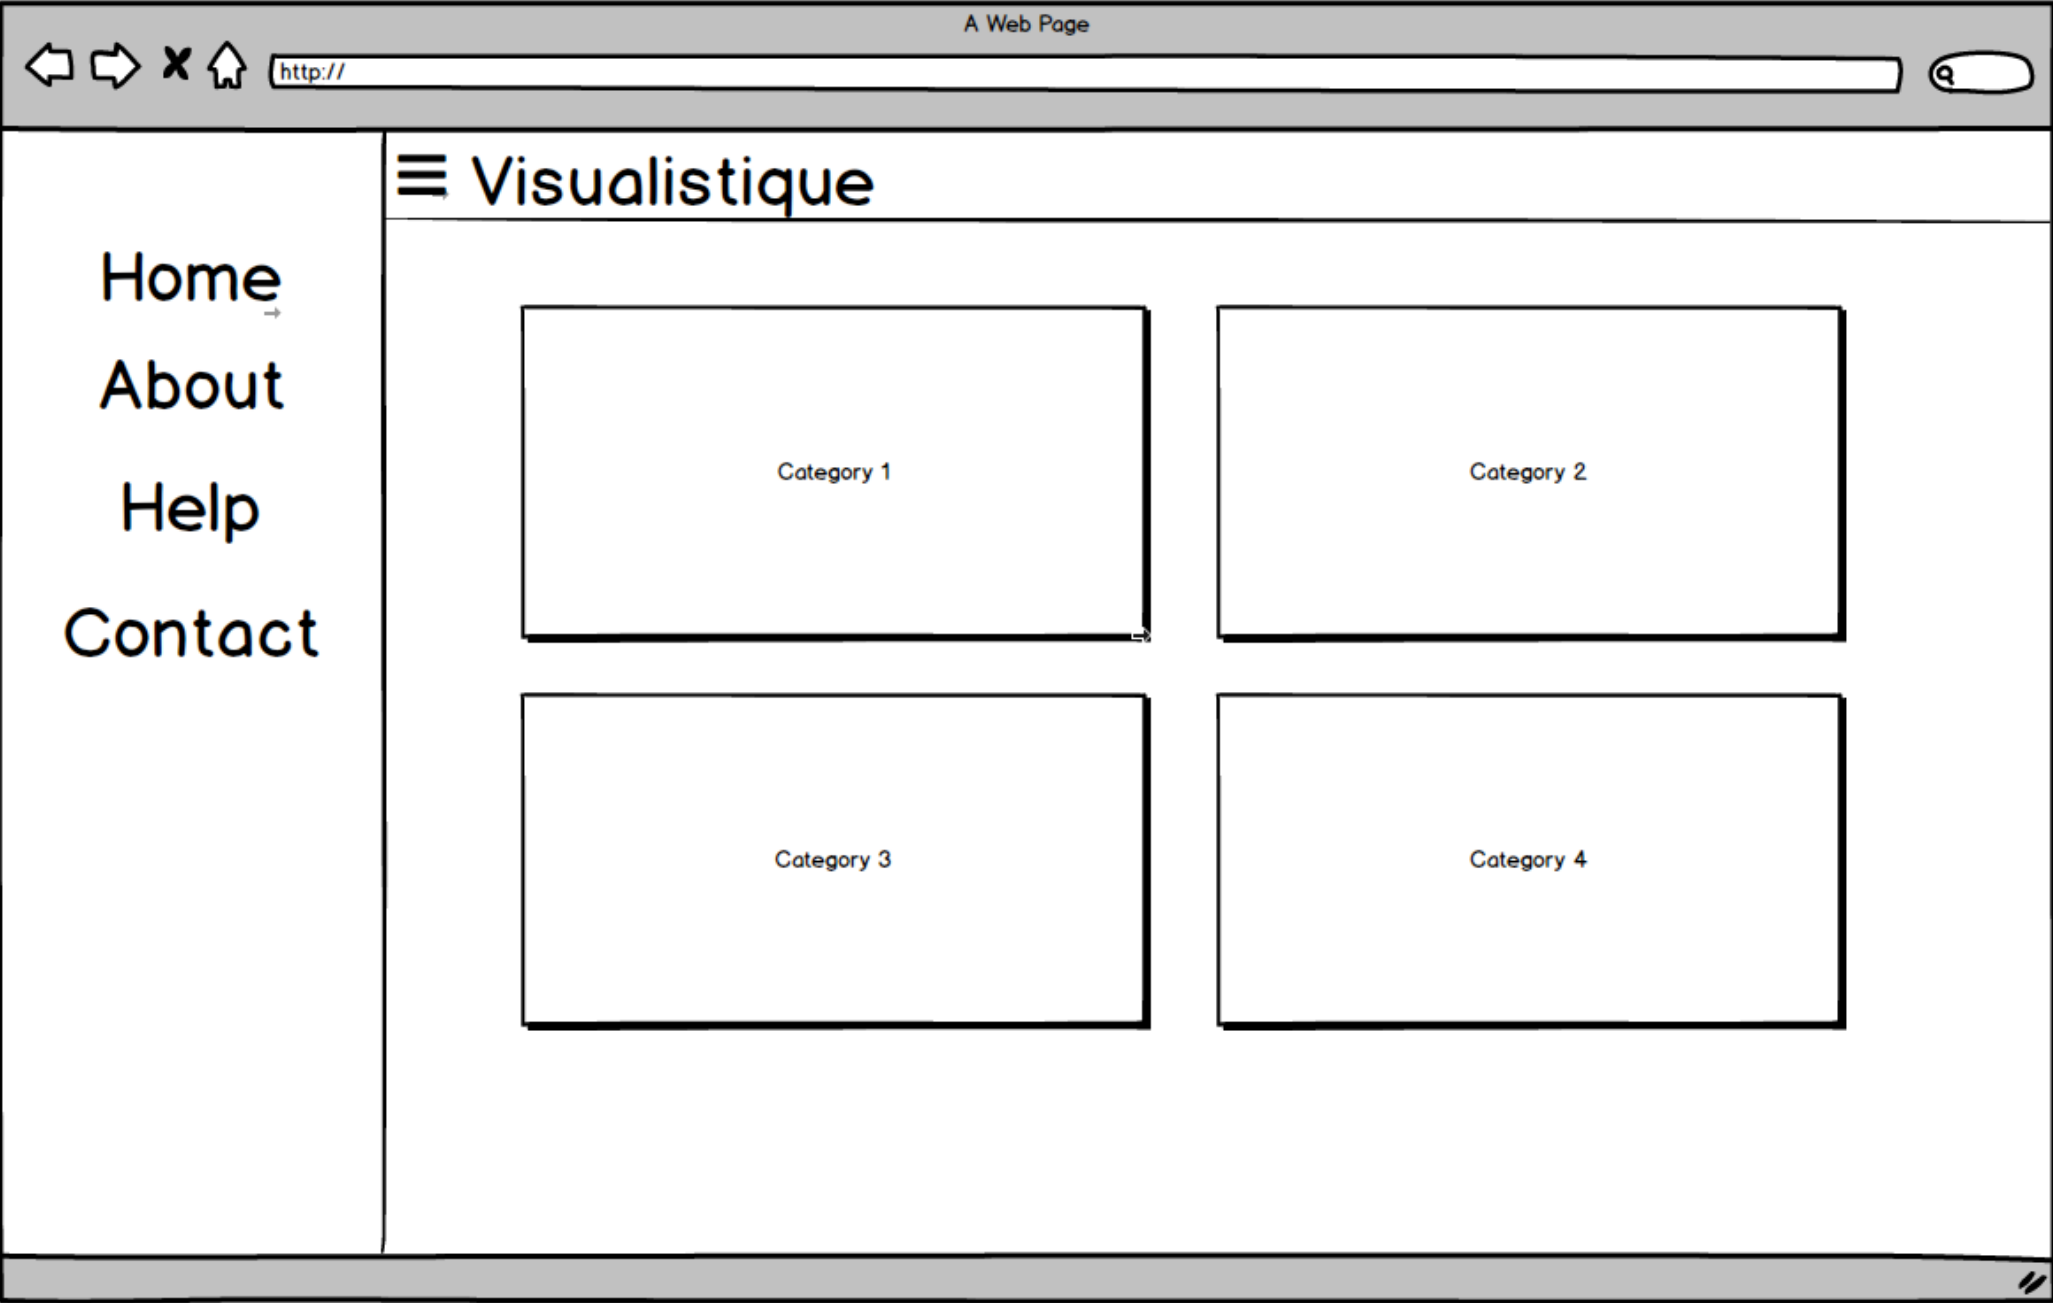 A Web Page
http://
Visualistique
Home
About
Help
Contact
Category 1
Category 2
Category 3
Category 4